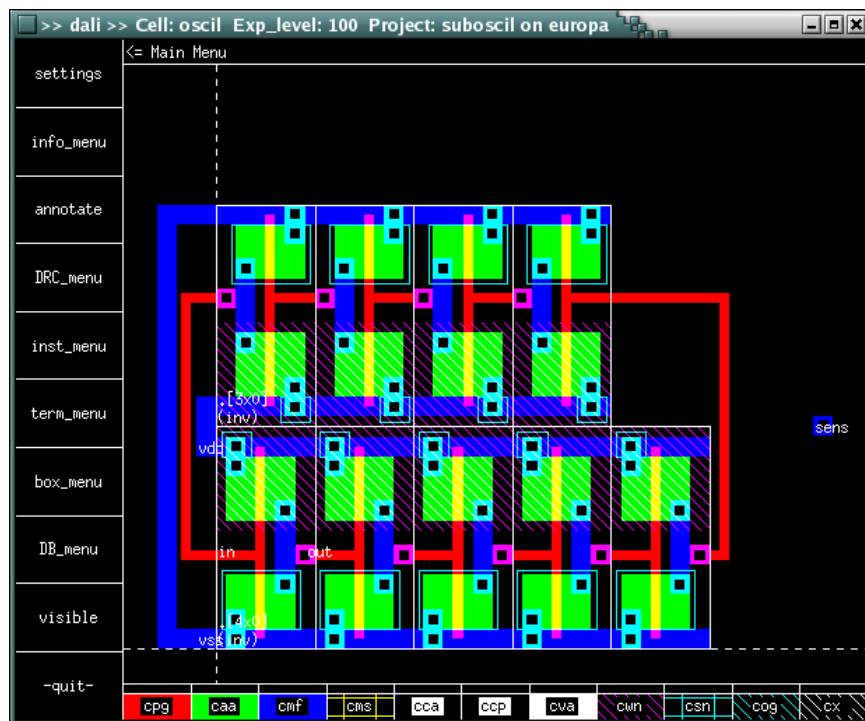 >> dali >> Cell: oscil Exp_level: 100 Project: suboscil on europa
<= Main Menu
settings
info_menu
annotate
DRC_menu
inst_menu
term_menu
box_menu
DB_menu
visible
-quit-
.[3x0]
(inv)
vdd
sens
in
out
.[4x0]
vss(inv)
cpg caa cmf cms cca ccp cva cwn csn cog cx